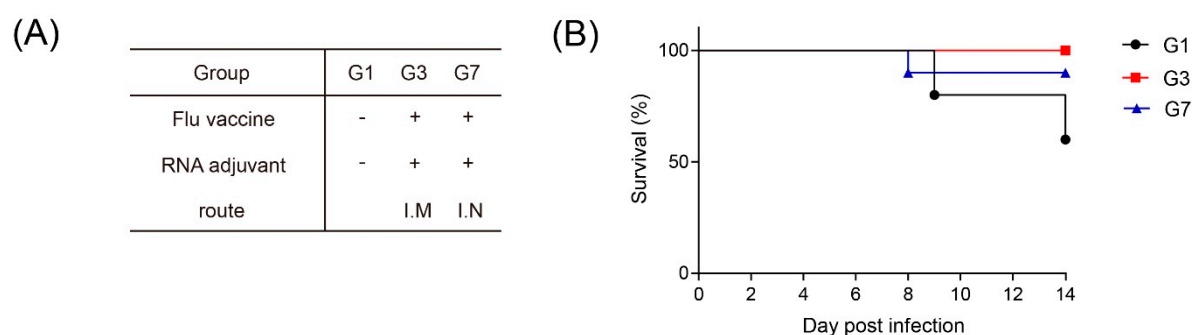 (A)
Group G1 G3 G7
Flu vaccine - + +
RNA adjuvant - + +
route I.M I.N
(B)
Survival (%)
100
50
0
0 2 4 6 8 10 12 14
Day post infection
G1
G3
G7